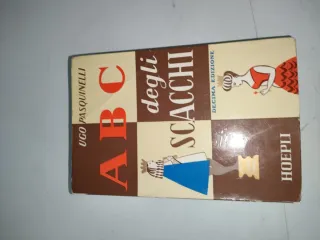 UGO PASQUINELLI
A B C
degli
SCACCHI
DECIMA EDIZIONE
HOEPLI